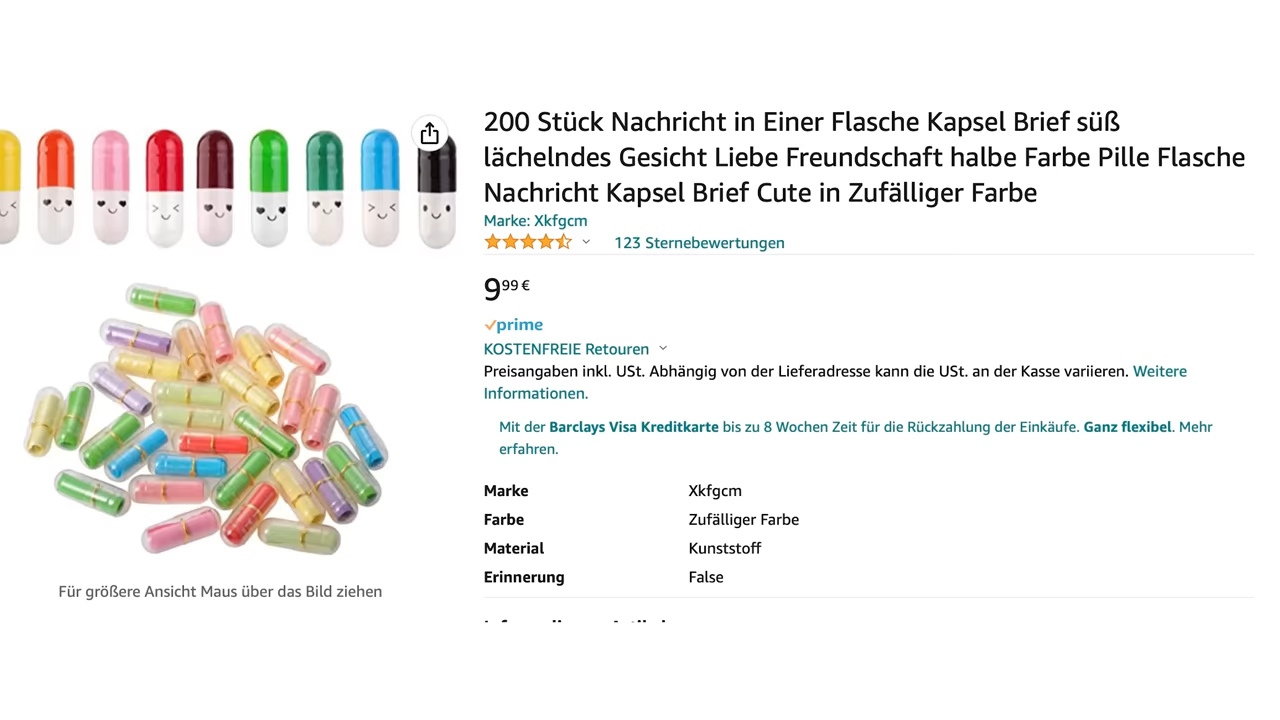 200 Stück Nachricht in Einer Flasche Kapsel Brief süß
lächelndes Gesicht Liebe Freundschaft halbe Farbe Pille Flasche
Nachricht Kapsel Brief Cute in Zufälliger Farbe
Marke: Xkfgcm
123 Sternebewertungen
9 99 €
prime
KOSTENFREIE Retouren
Preisangaben inkl. USt. Abhängig von der Lieferadresse kann die USt. an der Kasse variieren. Weitere
Informationen.
Mit der Barclays Visa Kreditkarte bis zu 8 Wochen Zeit für die Rückzahlung der Einkäufe. Ganz flexibel. Mehr
erfahren.
Marke Xkfgcm
Farbe Zufälliger Farbe
Material Kunststoff
Erinnerung False
Für größere Ansicht Maus über das Bild ziehen